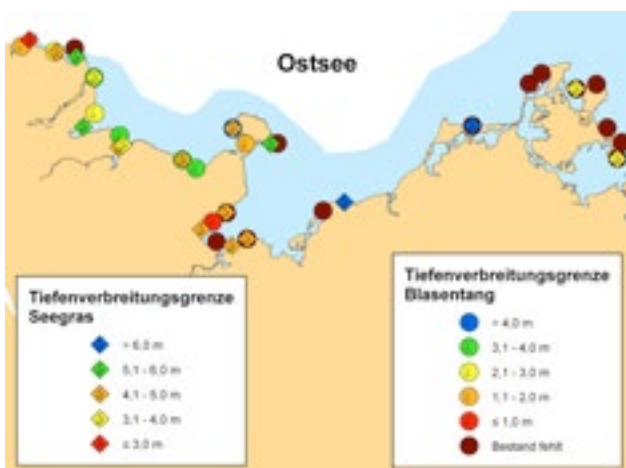 Ostsee
Tiefenverbreitungsgrenze
Seegras
> 6,0 m
5,1 - 6,0 m
4,1 - 5,0 m
3,1 - 4,0 m
≤ 3,0 m
Tiefenverbreitungsgrenze
Blasentang
> 4,0 m
3,1 - 4,0 m
2,1 - 3,0 m
1,1 - 2,0 m
≤ 1,0 m
Bestand fehlt